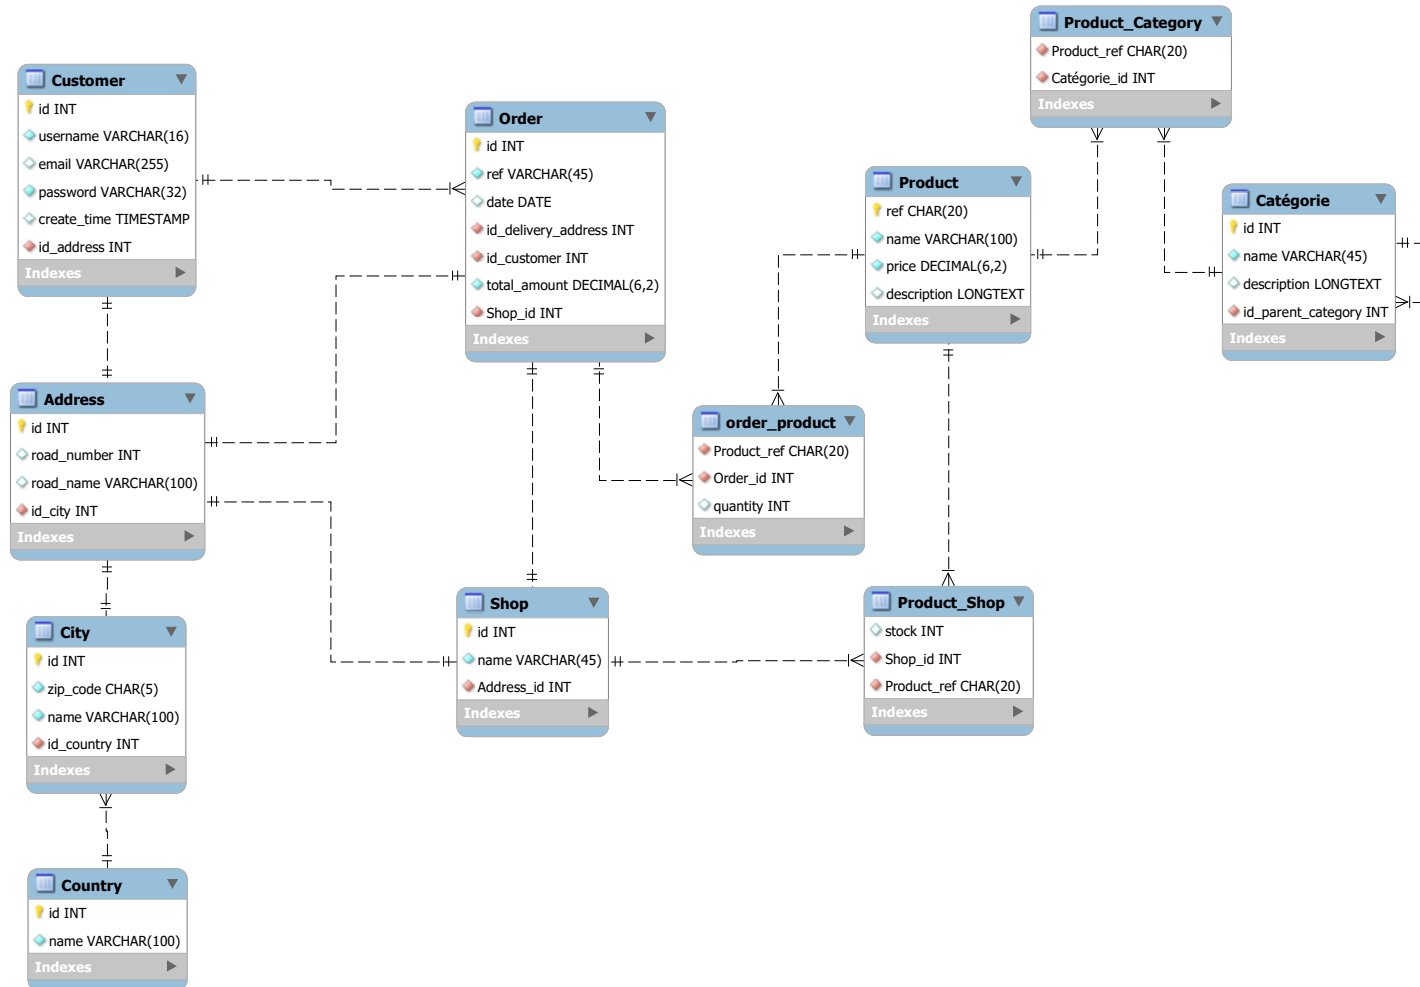 Product_Category
Product_ref CHAR(20)
Catégorie_id INT
Indexes
Customer
id INT
username VARCHAR(16)
email VARCHAR(255)
password VARCHAR(32)
create_time TIMESTAMP
id_address INT
Indexes
Order
id INT
ref VARCHAR(45)
date DATE
id_delivery_address INT
id_customer INT
total_amount DECIMAL(6,2)
Shop_id INT
Indexes
Product
ref CHAR(20)
name VARCHAR(100)
price DECIMAL(6,2)
description LONGTEXT
Indexes
Catégorie
id INT
name VARCHAR(45)
description LONGTEXT
id_parent_category INT
Indexes
Address
id INT
road_number INT
road_name VARCHAR(100)
id_city INT
Indexes
order_product
Product_ref CHAR(20)
Order_id INT
quantity INT
Indexes
Shop
id INT
name VARCHAR(45)
Address_id INT
Indexes
Product_Shop
stock INT
Shop_id INT
Product_ref CHAR(20)
Indexes
City
id INT
zip_code CHAR(5)
name VARCHAR(100)
id_country INT
Indexes
Country
id INT
name VARCHAR(100)
Indexes